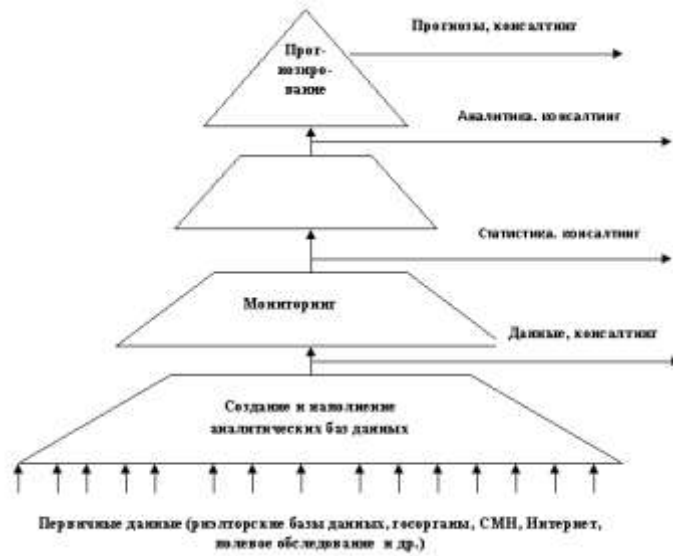 Прогнозы, консалтинг
Прог-
нозиро-
вание
Аналитика. консалтинг
Статистика. консалтинг
Мониторинг
Данные, консалтинг
Создание и наполнение
аналитических баз данных
Первичные данные (риэлторские базы данных, госорганы, СМИ, Интернет,
полевое обследование и др.)